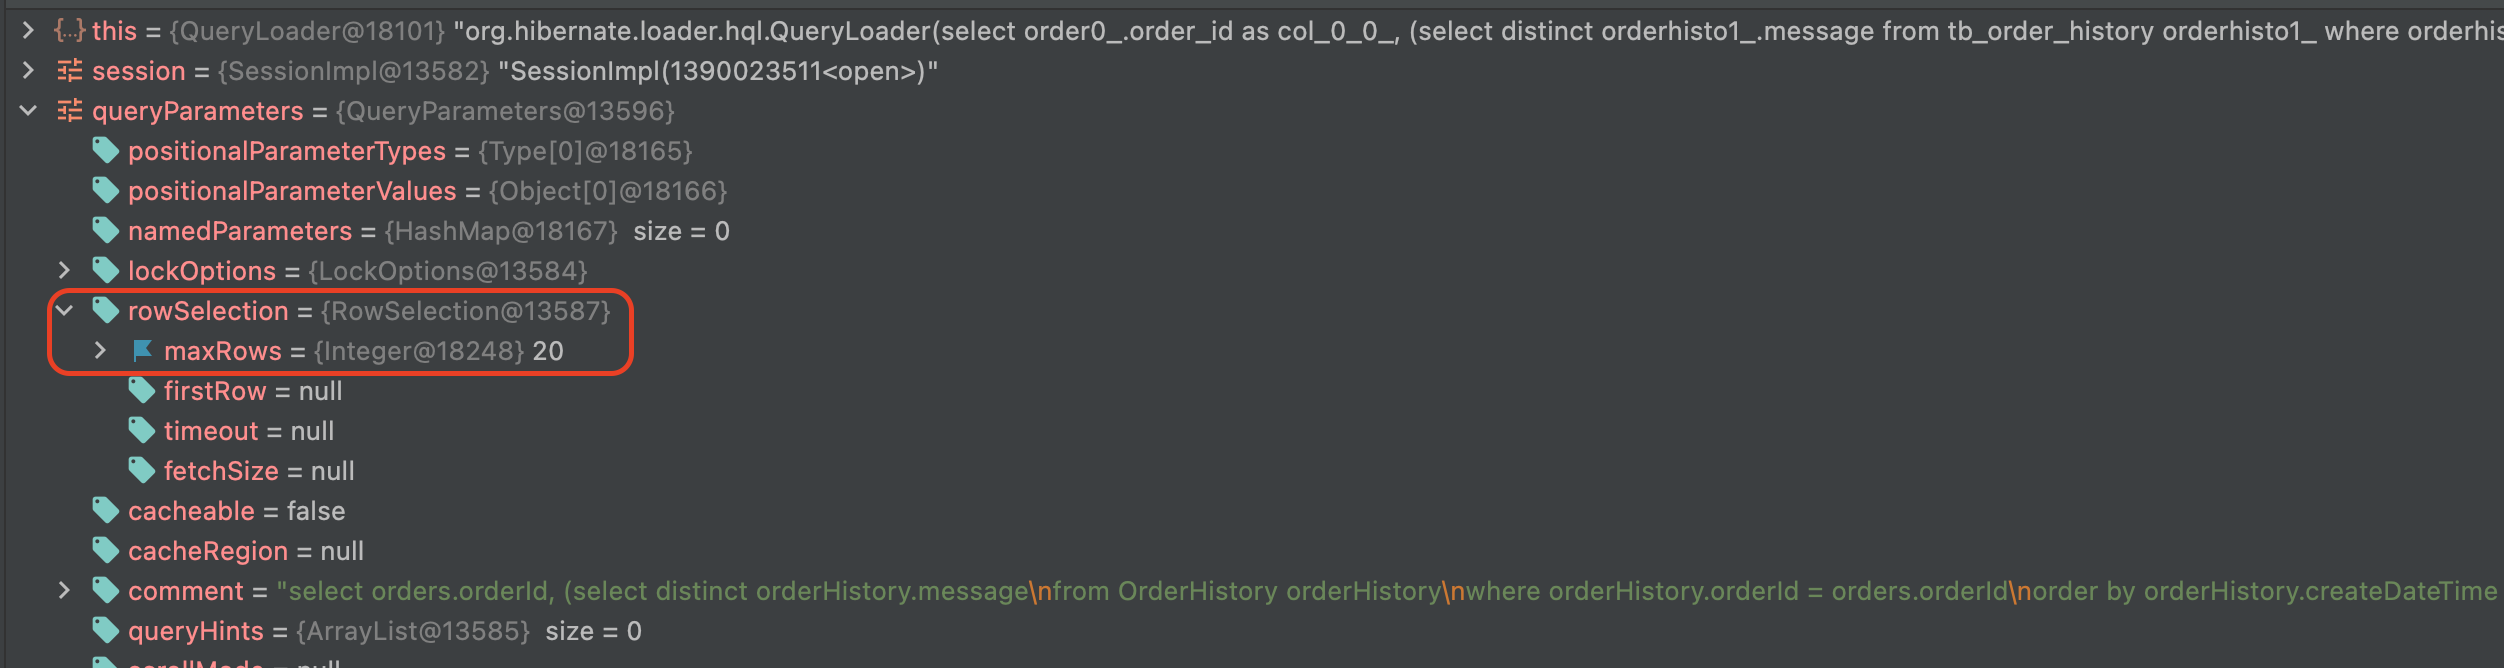 {...} this = {QueryLoader@18101} "org.hibernate.loader.hql.QueryLoader(select order0_.order_id as col_0_0_, (select distinct orderhisto1_.message from tb_order_history orderhisto1_ where orderhis
session = {SessionImpl@13582} "SessionImpl(1390023511<open>)"
queryParameters = {QueryParameters@13596}
positionalParameterTypes = {Type[0]@18165}
positionalParameterValues = {Object[0]@18166}
namedParameters = {HashMap@18167} size = 0
lockOptions = {LockOptions@13584}
rowSelection = {RowSelection@13587}
maxRows = {Integer@18248} 20
firstRow = null
timeout = null
fetchSize = null
cacheable = false
cacheRegion = null
comment = "select orders.orderId, (select distinct orderHistory.message\nfrom OrderHistory orderHistory\nwhere orderHistory.orderId = orders.orderId\norder by orderHistory.createDateTime
queryHints = {ArrayList@13585} size = 0
scrollMode = null